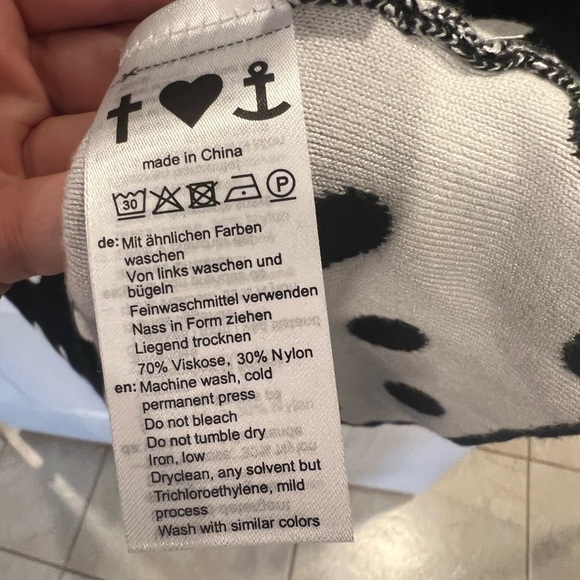 made in China
30 P
de: Mit ähnlichen Farben
waschen
Von links waschen und
bügeln
Feinwaschmittel verwenden
Nass in Form ziehen
Liegend trocknen
70% Viskose, 30% Nylon
en: Machine wash, cold
permanent press
Do not bleach
Do not tumble dry
Iron, low
Dryclean, any solvent but
Trichloroethylene, mild
process
Wash with similar colors